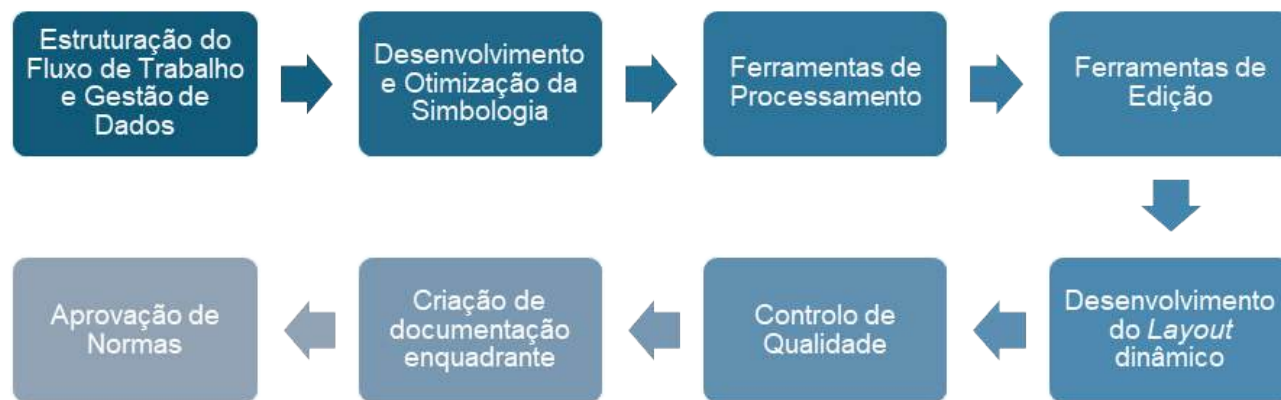 Estruturação do
Fluxo de Trabalho
e Gestão de
Dados
Desenvolvimento
e Otimização da
Simbologia
Ferramentas de
Processamento
Ferramentas de
Edição
Desenvolvimento
do Layout
dinâmico
Controlo de
Qualidade
Criação de
documentação
enquadrante
Aprovação de
Normas